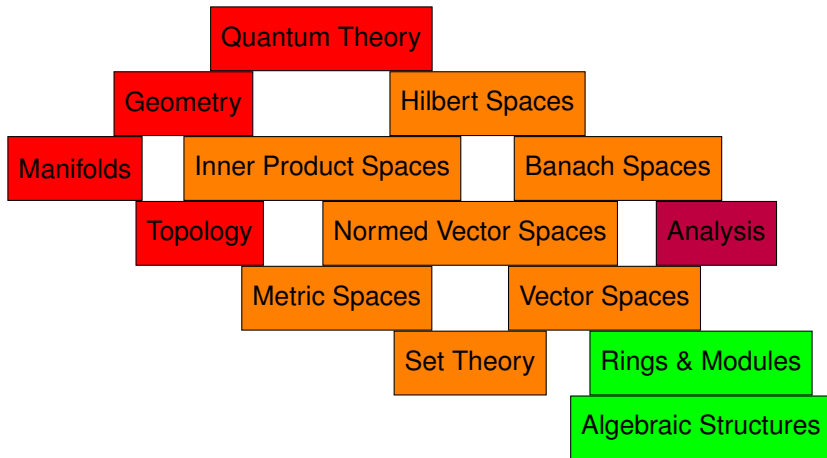 Quantum Theory
Geometry Hilbert Spaces
Manifolds Inner Product Spaces Banach Spaces
Topology Normed Vector Spaces Analysis
Metric Spaces Vector Spaces
Set Theory Rings & Modules
Algebraic Structures